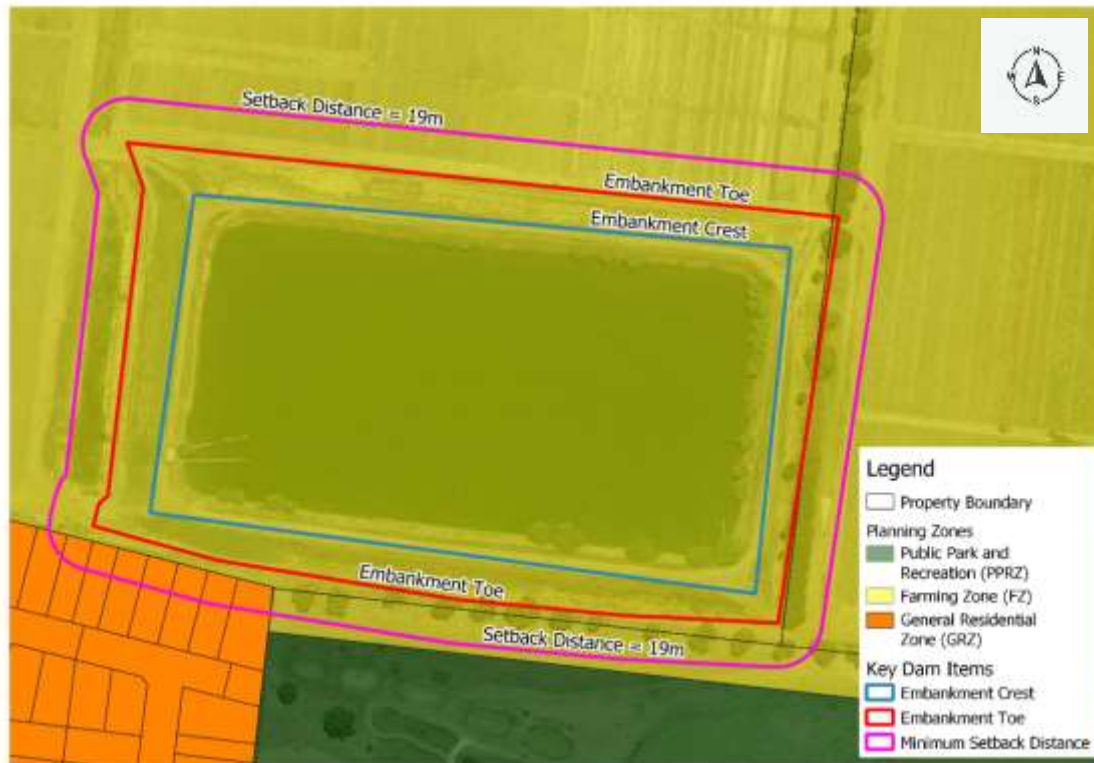 N
W E
S
Setback Distance = 19m
Embankment Toe
Embankment Crest
Embankment Toe
Setback Distance = 19m
Legend
Property Boundary
Planning Zones
Public Park and
Recreation (PPRZ)
Farming Zone (FZ)
General Residential
Zone (GRZ)
Key Dam Items
Embankment Crest
Embankment Toe
Minimum Setback Distance